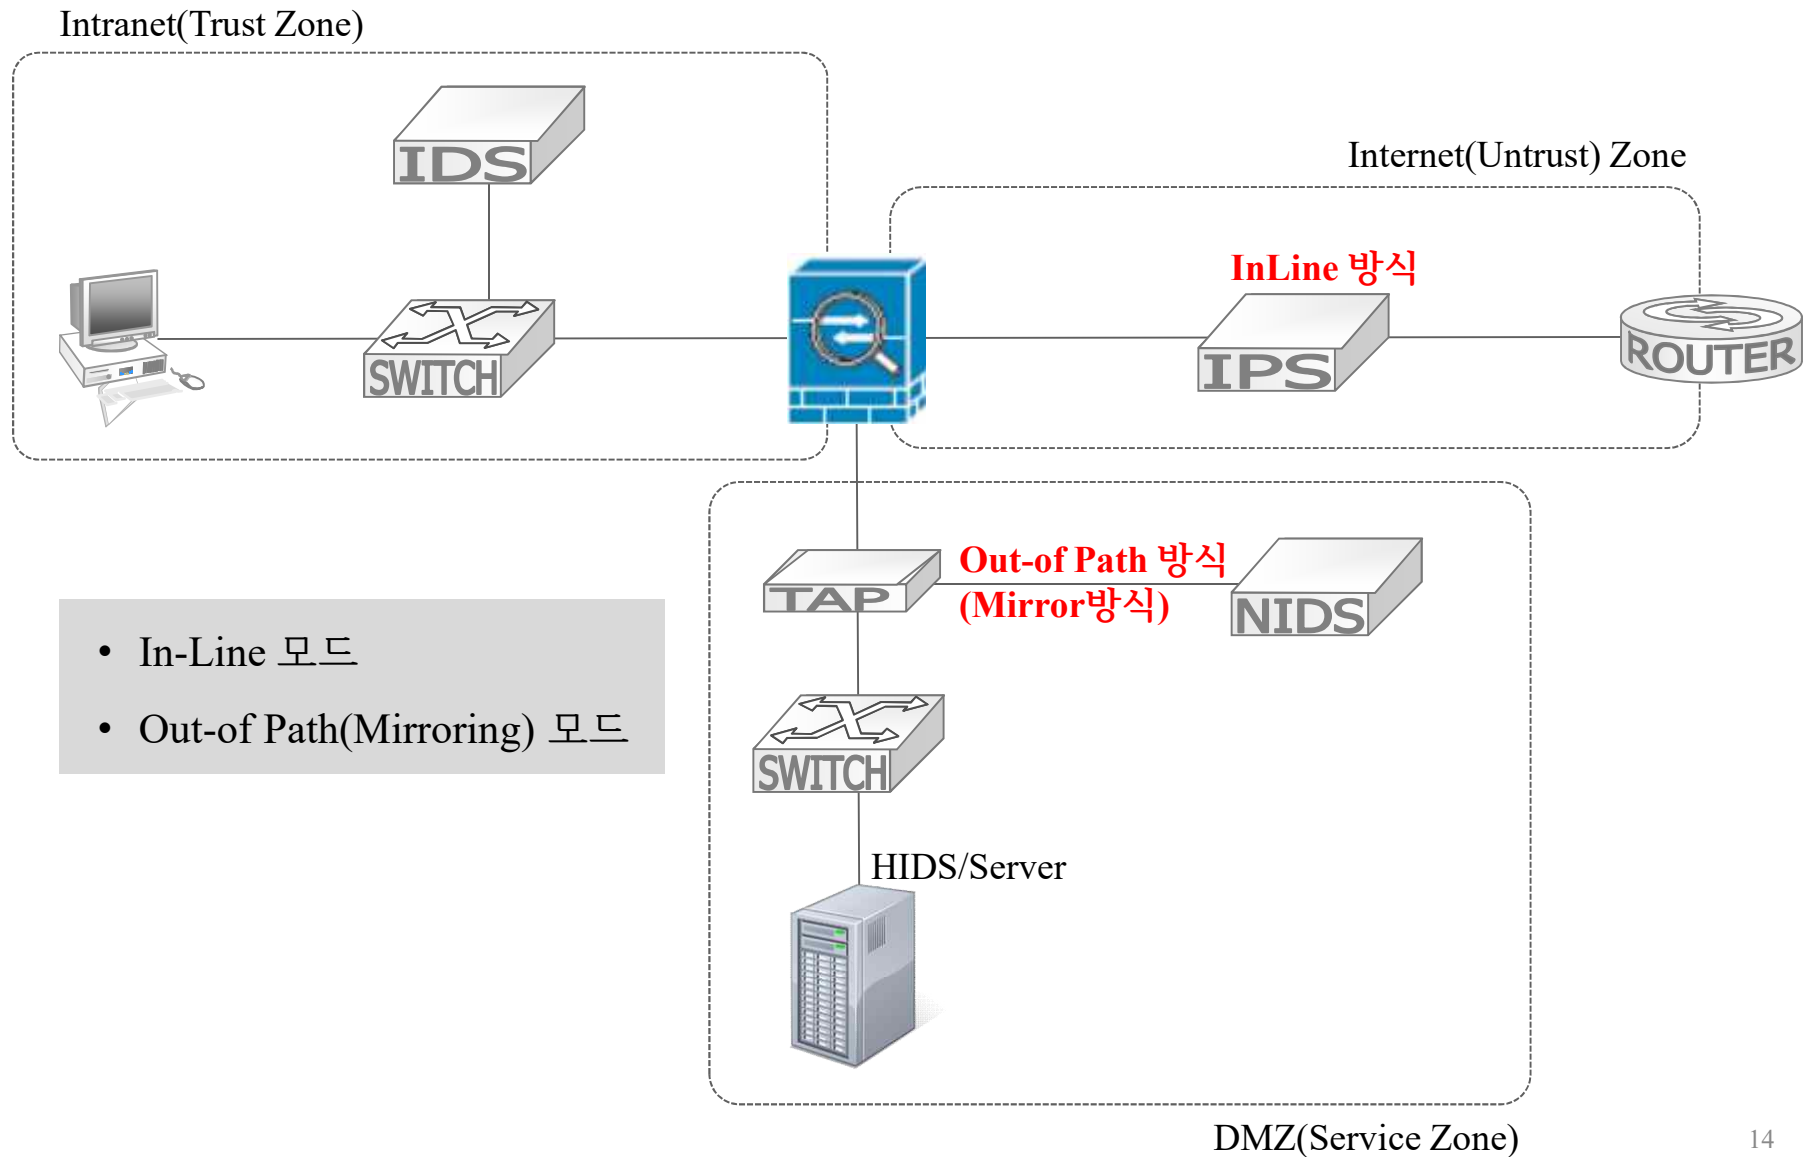 Intranet(Trust Zone)
IDS
Internet(Untrust) Zone
InLine 방식
SWITCH
IPS
ROUTER
Out-of Path 방식
(Mirror방식)
TAP
NIDS
• In-Line 모드
• Out-of Path(Mirroring) 모드
SWITCH
HIDS/Server
DMZ(Service Zone)
14